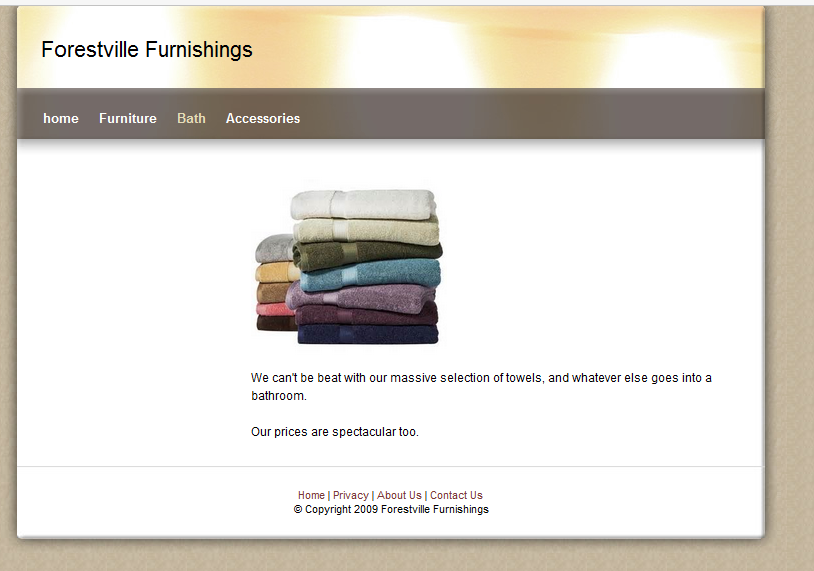 Forestville Furnishings
home Furniture Bath Accessories
We can't be beat with our massive selection of towels, and whatever else goes into a
bathroom.
Our prices are spectacular too.
Home | Privacy | About Us | Contact Us
© Copyright 2009 Forestville Furnishings